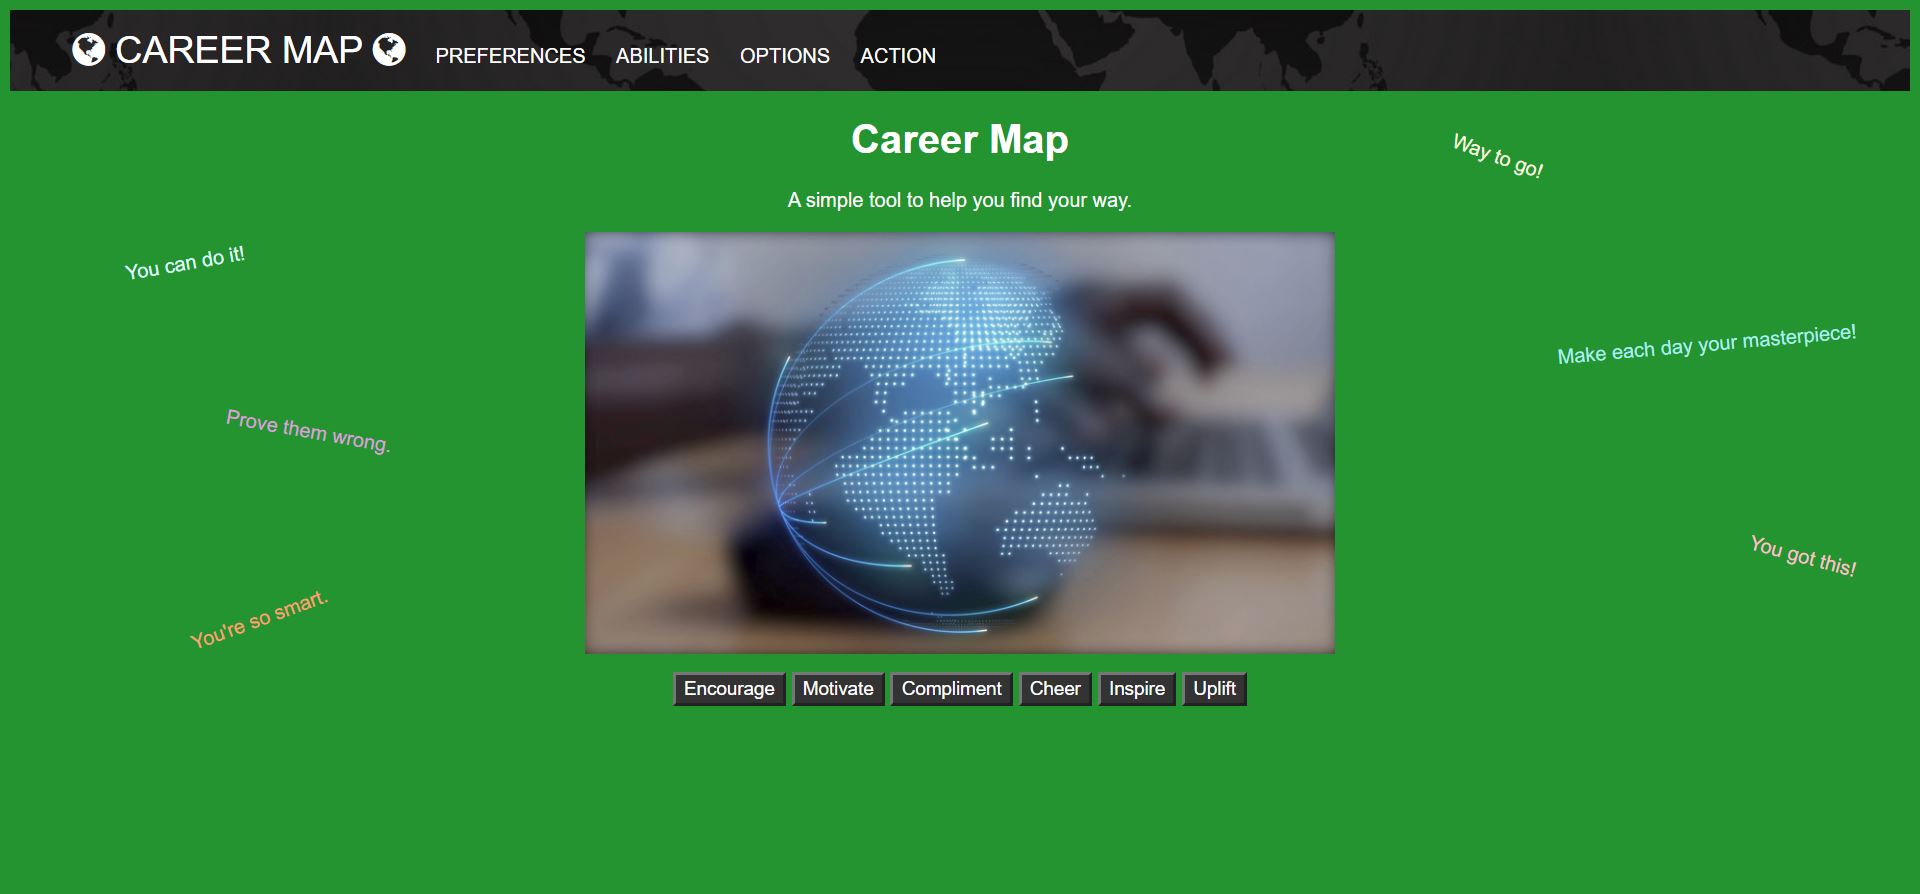 CAREER MAP
PREFERENCES
ABILITIES
OPTIONS
ACTION
Career Map
A simple tool to help you find your way.
Way to go!
You can do it!
Make each day your masterpiece!
Prove them wrong.
You got this!
You're so smart.
Encourage
Motivate
Compliment
Cheer
Inspire
Uplift